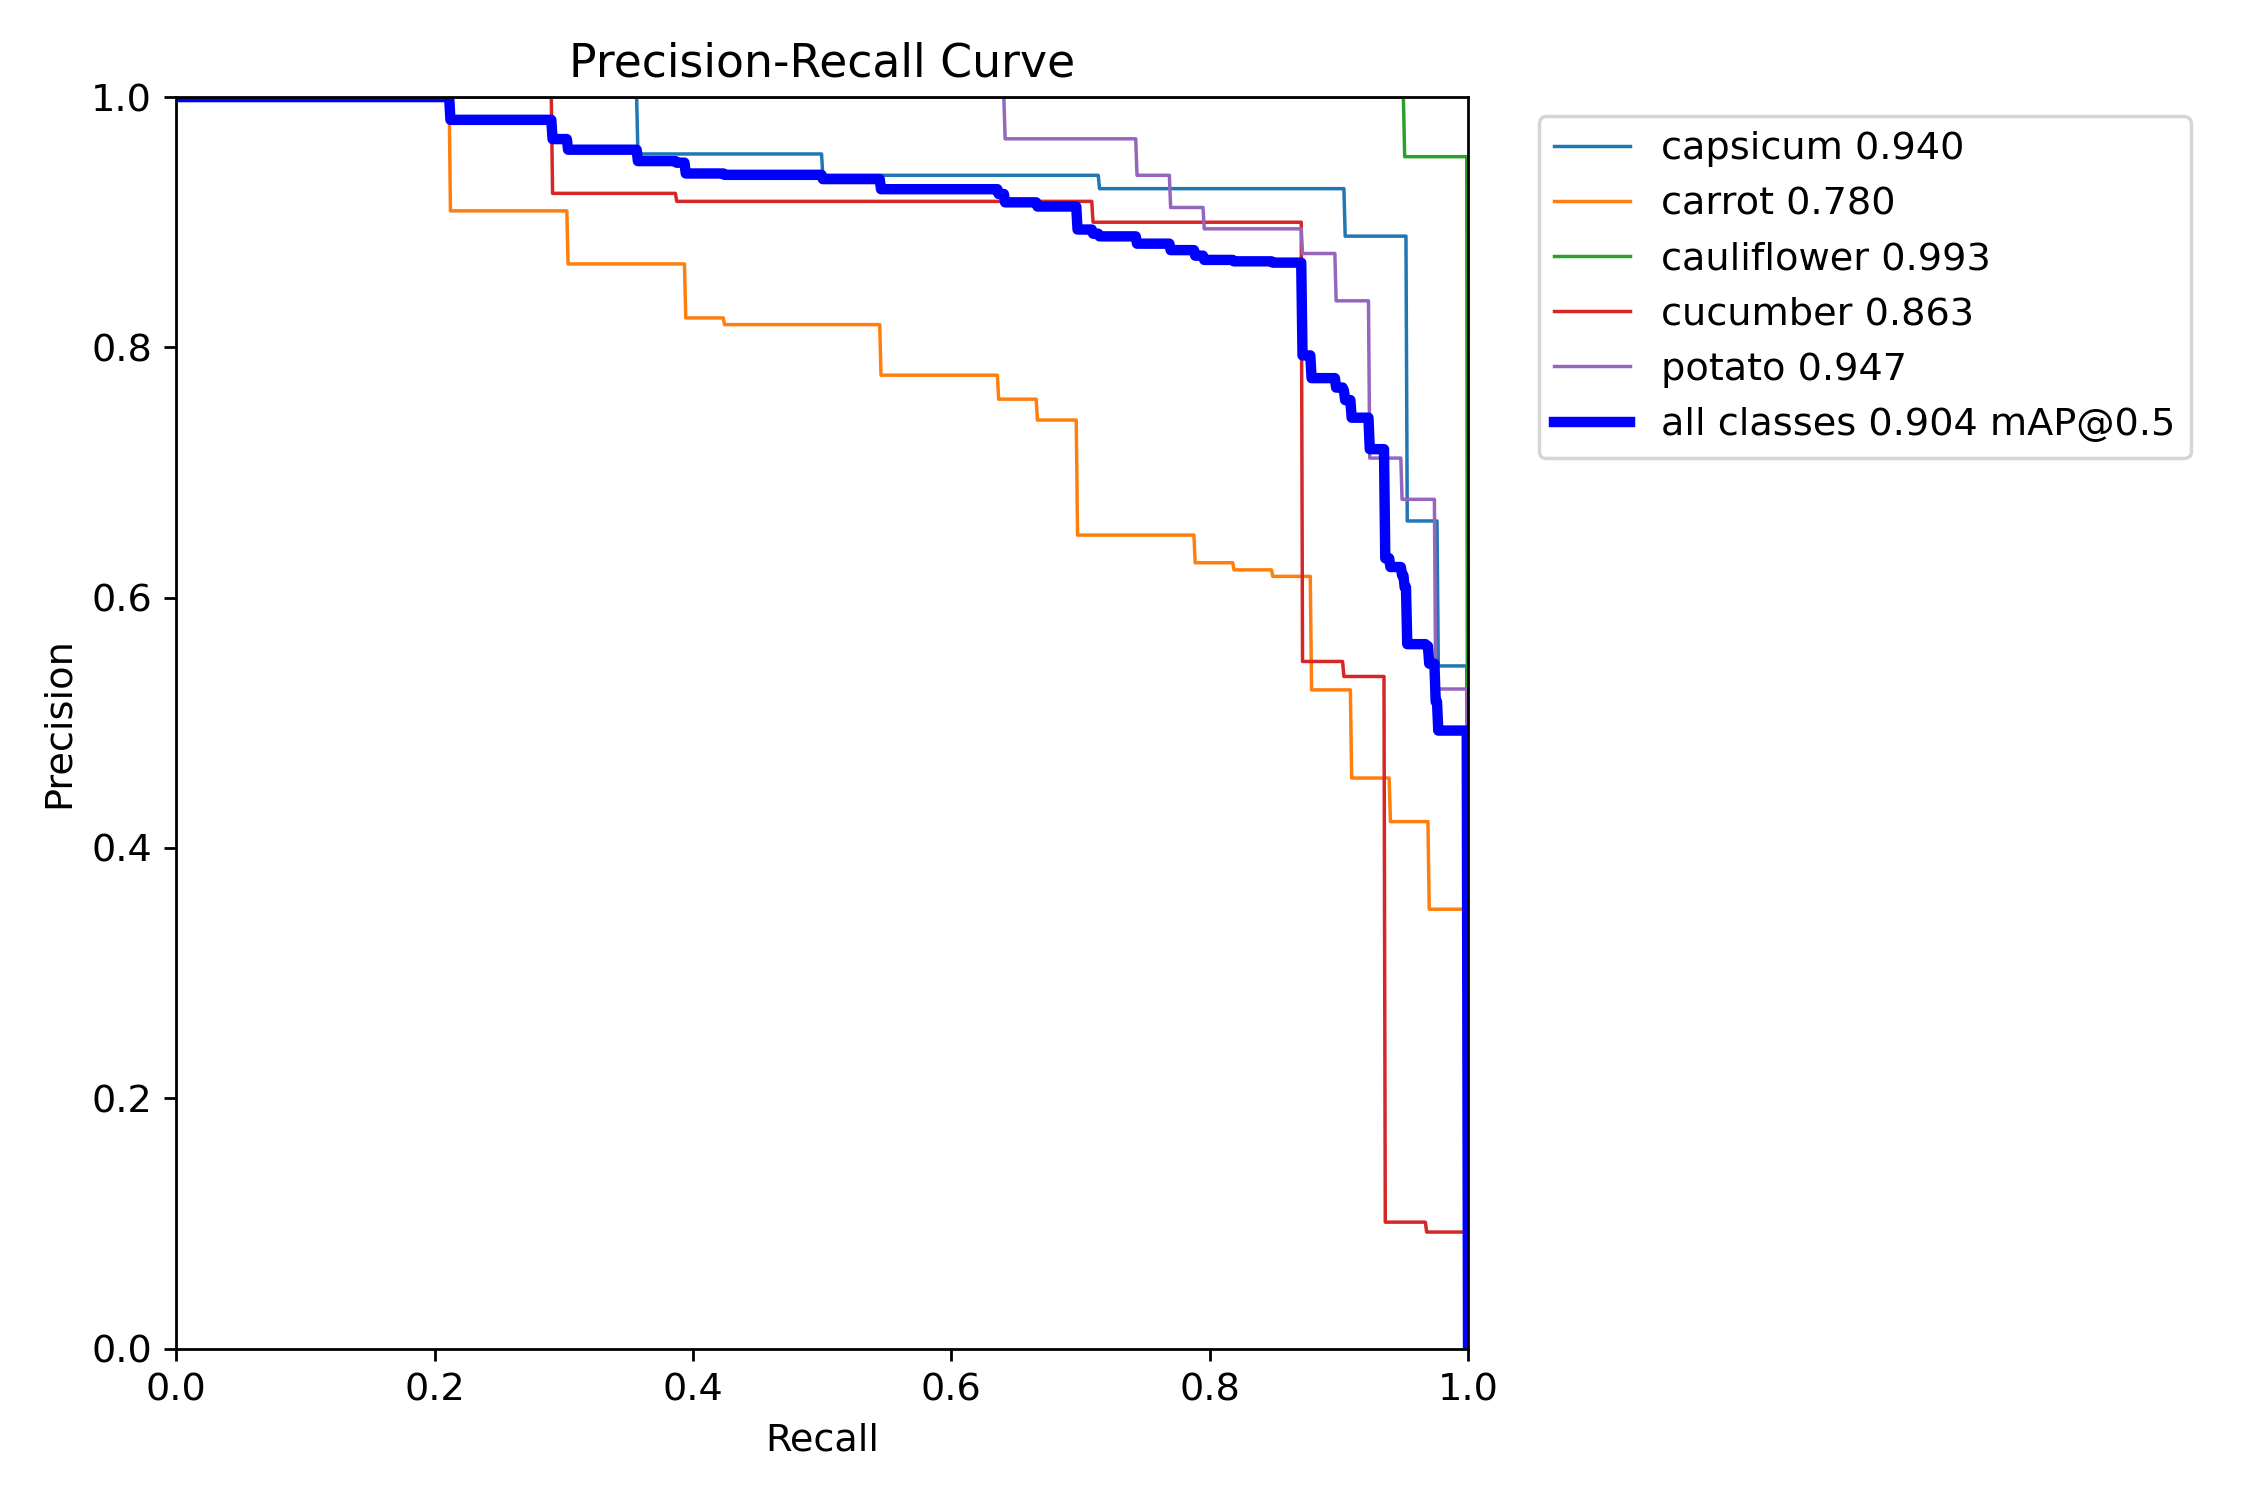 Precision-Recall Curve
1.0
0.8
0.6
0.4
0.2
0.0
Precision
0.0 0.2 0.4 0.6 0.8 1.0
Recall
capsicum 0.940
carrot 0.780
cauliflower 0.993
cucumber 0.863
potato 0.947
all classes 0.904 mAP@0.5